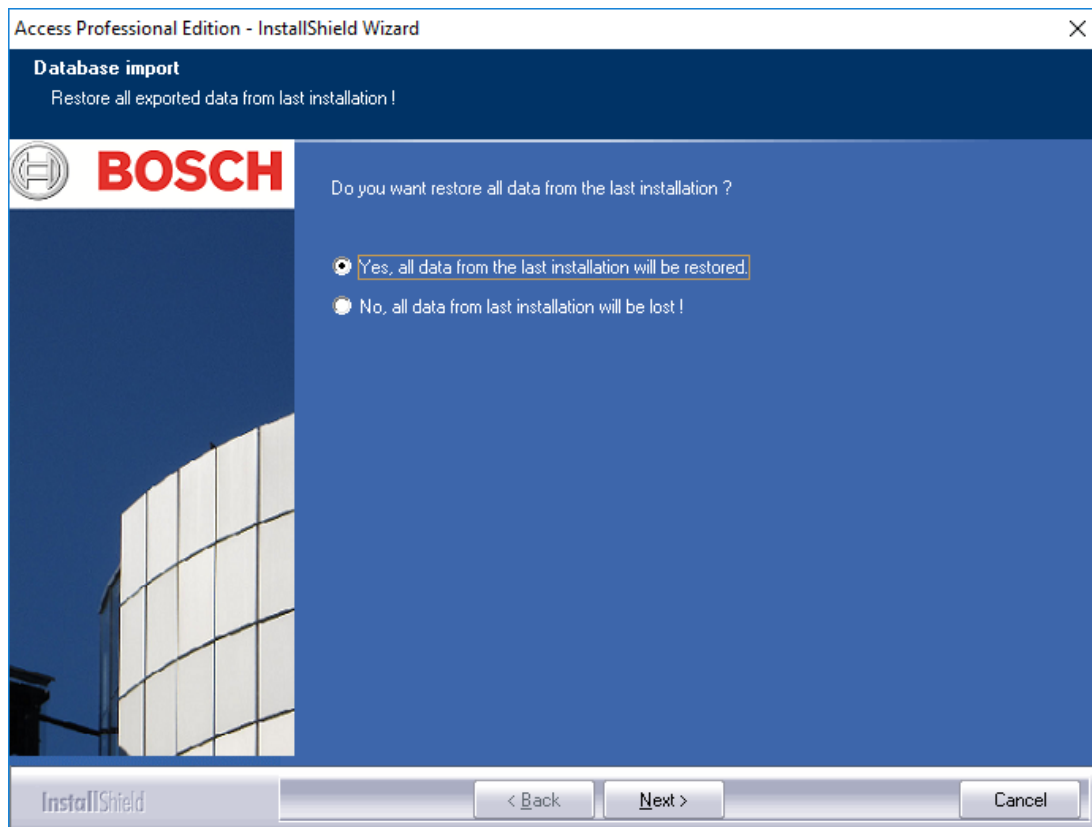 Access Professional Edition - InstallShield Wizard
Database import
Restore all exported data from last installation !
BOSCH
Do you want restore all data from the last installation ?
Yes, all data from the last installation will be restored.
No, all data from last installation will be lost !
InstallShield
< Back
Next >
Cancel